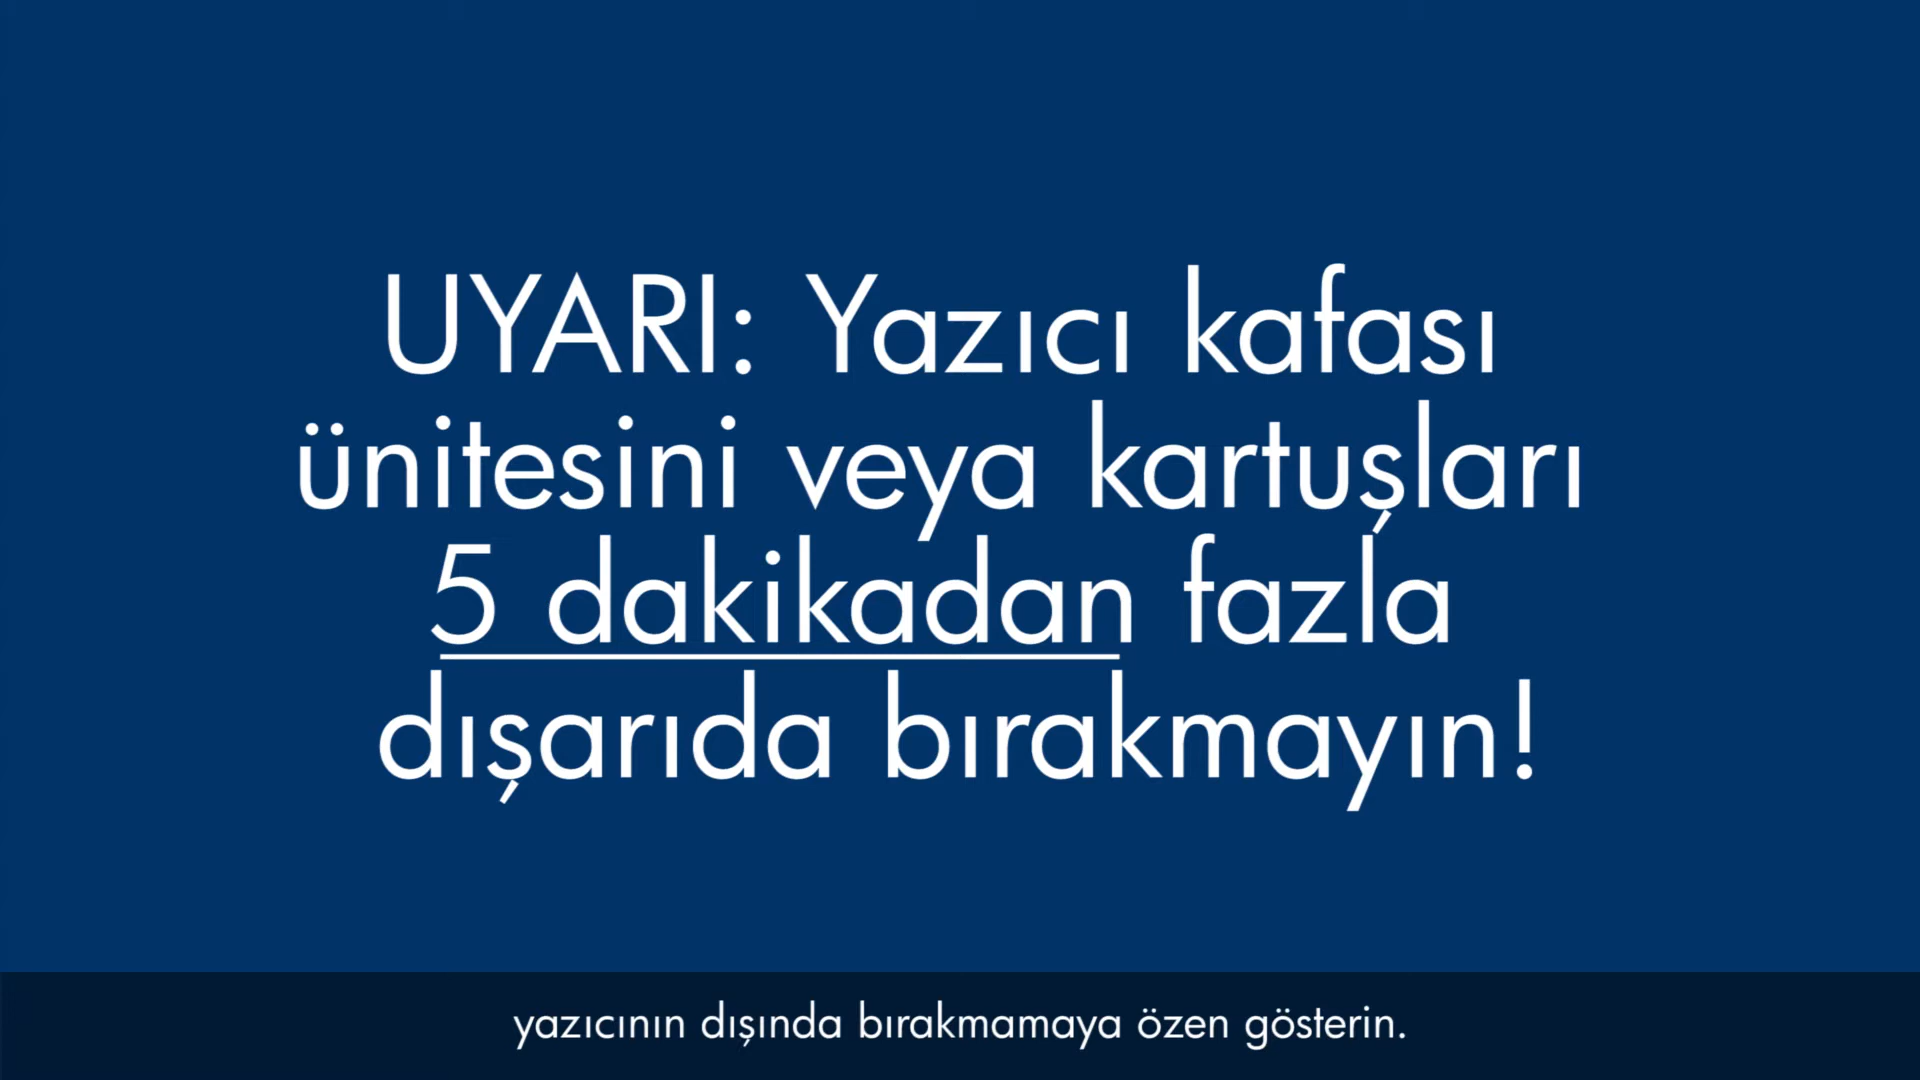 UYARI: Yazıcı kafası
ünitesini veya kartuşları
5 dakikadan fazla
dışarıda bırakmayın!
yazıcının dışında bırakmamaya özen gösterin.